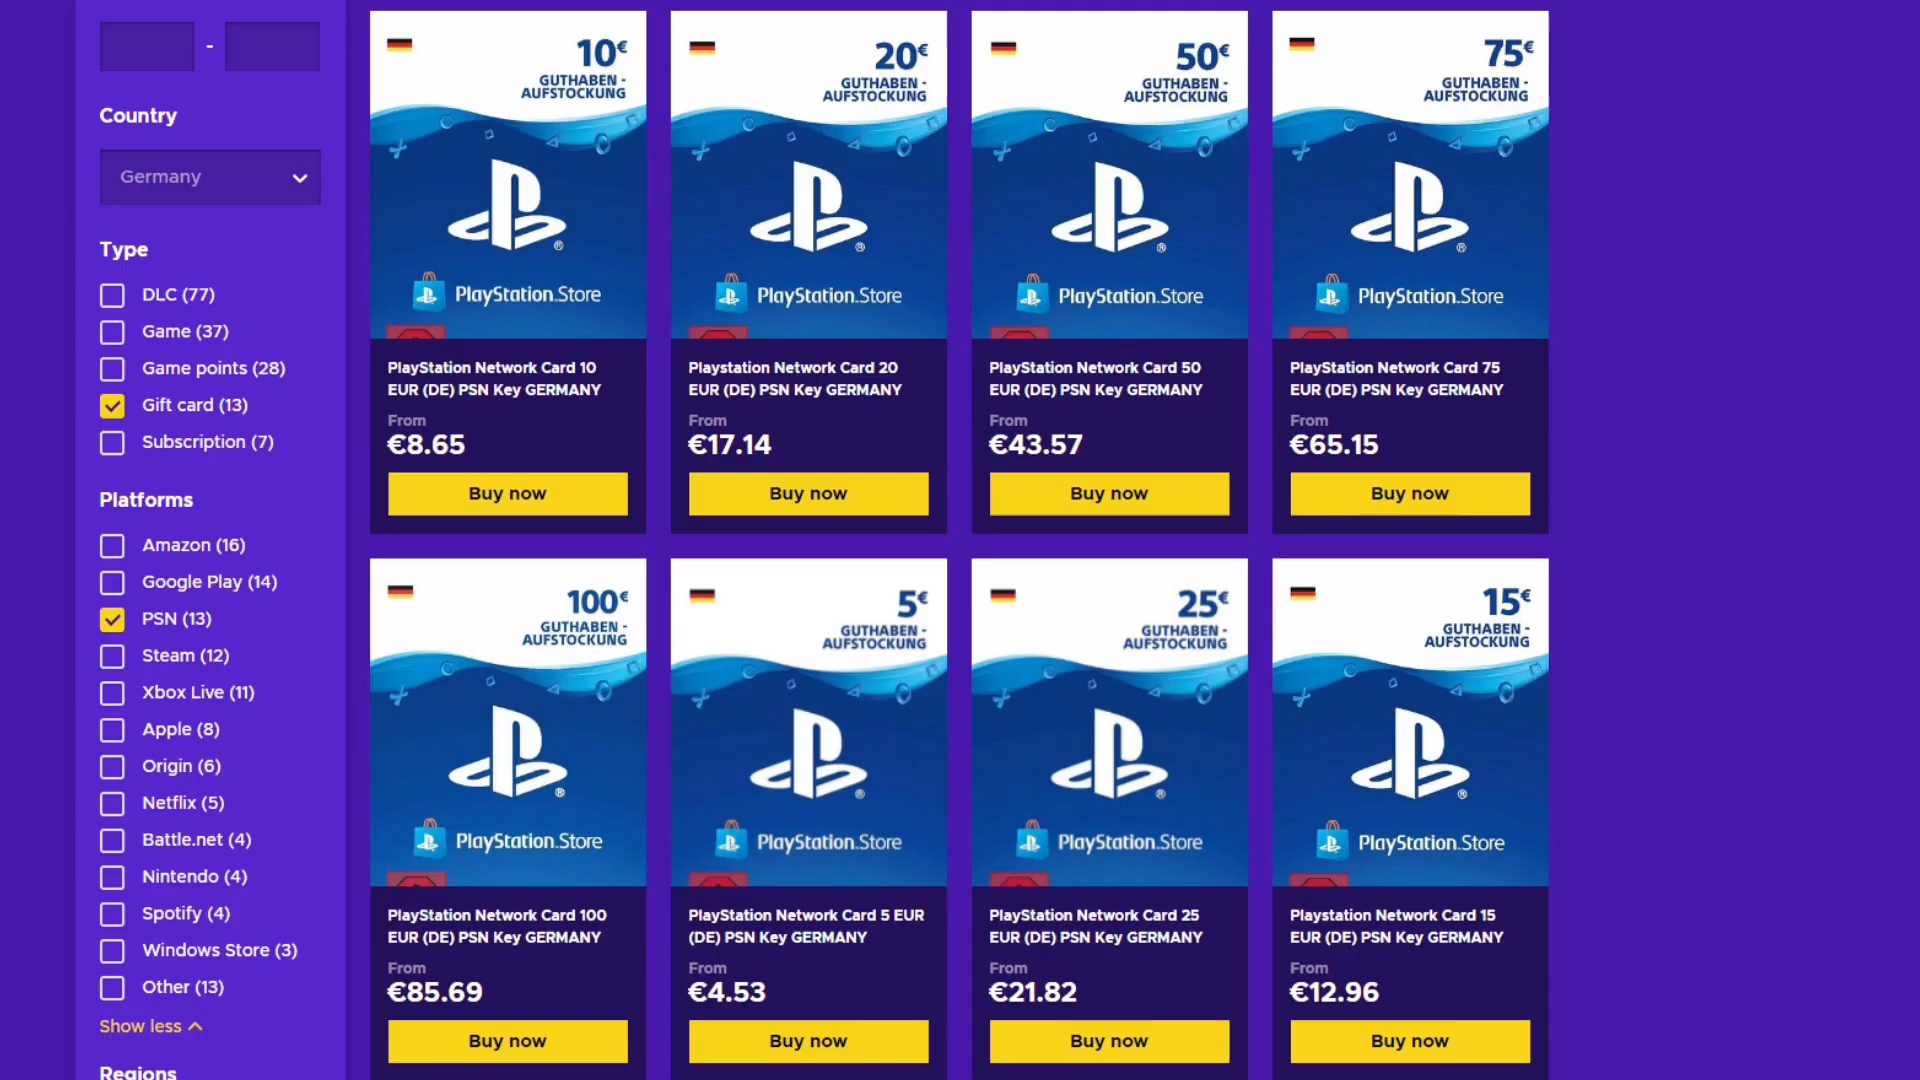 -
Country
Germany
Type
DLC (77)
Game (37)
Game points (28)
Gift card (13)
Subscription (7)
Platforms
Amazon (16)
Google Play (14)
PSN (13)
Steam (12)
Xbox Live (11)
Apple (8)
Origin (6)
Netflix (5)
Battle.net (4)
Nintendo (4)
Spotify (4)
Windows Store (3)
Other (13)
Show less
Regions
10€
GUTHABEN -
AUFSTOCKUNG
PlayStation.Store
PlayStation Network Card 10
EUR (DE) PSN Key GERMANY
From
€8.65
Buy now
20€
GUTHABEN -
AUFSTOCKUNG
PlayStation.Store
Playstation Network Card 20
EUR (DE) PSN Key GERMANY
From
€17.14
Buy now
50€
GUTHABEN -
AUFSTOCKUNG
PlayStation.Store
PlayStation Network Card 50
EUR (DE) PSN Key GERMANY
From
€43.57
Buy now
75€
GUTHABEN -
AUFSTOCKUNG
PlayStation.Store
PlayStation Network Card 75
EUR (DE) PSN Key GERMANY
From
€65.15
Buy now
100€
GUTHABEN -
AUFSTOCKUNG
PlayStation.Store
PlayStation Network Card 100
EUR (DE) PSN Key GERMANY
From
€85.69
Buy now
5€
GUTHABEN -
AUFSTOCKUNG
PlayStation.Store
PlayStation Network Card 5 EUR
(DE) PSN Key GERMANY
From
€4.53
Buy now
25€
GUTHABEN -
AUFSTOCKUNG
PlayStation.Store
PlayStation Network Card 25
EUR (DE) PSN Key GERMANY
From
€21.82
Buy now
15€
GUTHABEN -
AUFSTOCKUNG
PlayStation.Store
Playstation Network Card 15
EUR (DE) PSN Key GERMANY
From
€12.96
Buy now